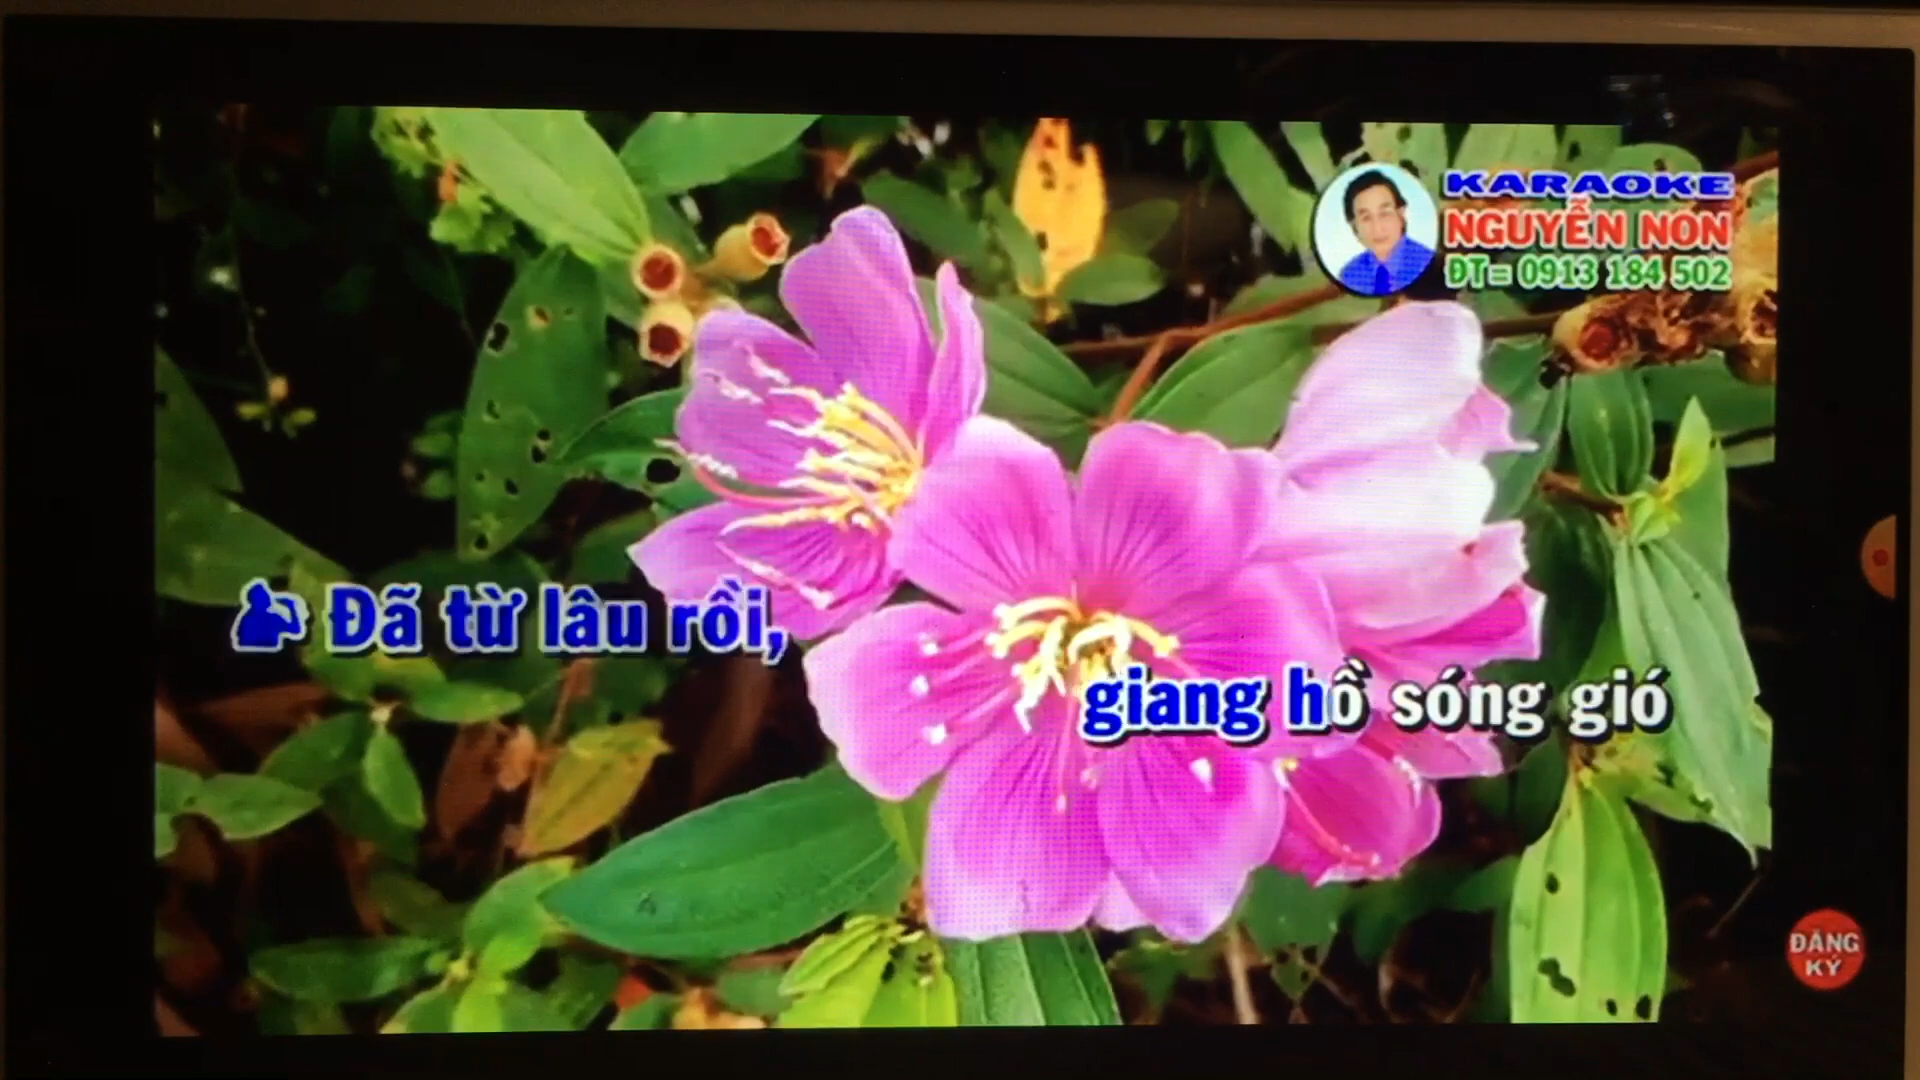 KARAOKE
NGUYỄN NON
ĐT= 0913 184 502
Đã từ lâu rồi,
giang hồ sóng gió
ĐĂNG
KÝ